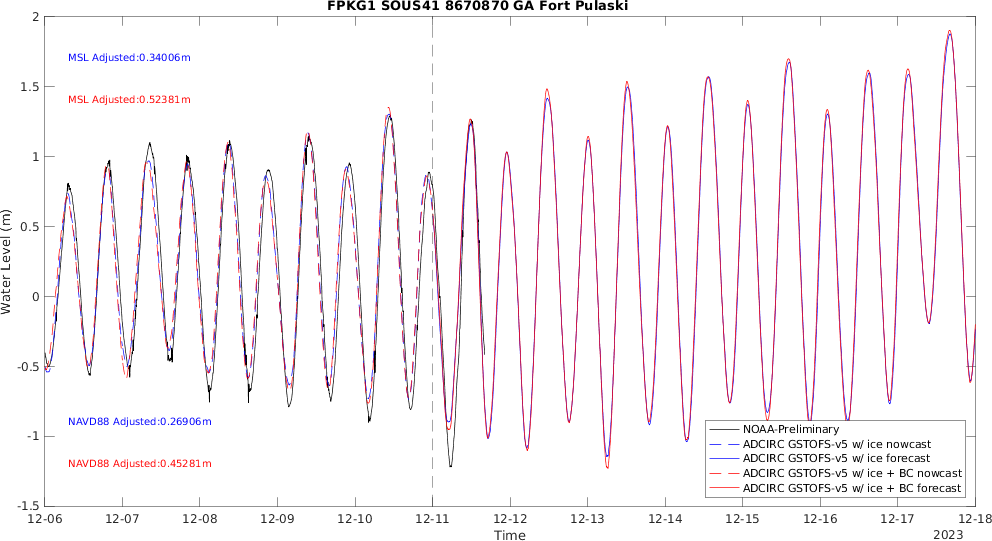 FPKG1 SOUS41 8670870 GA Fort Pulaski
2
1.5
1
0.5
0
-0.5
-1
-1.5
Water Level (m)
MSL Adjusted:0.34006m
MSL Adjusted:0.52381m
NAVD88 Adjusted:0.26906m
NAVD88 Adjusted:0.45281m
NOAA-Preliminary
ADCIRC GSTOFS-v5 w/ ice nowcast
ADCIRC GSTOFS-v5 w/ ice forecast
ADCIRC GSTOFS-v5 w/ ice + BC nowcast
ADCIRC GSTOFS-v5 w/ ice + BC forecast
12-06 12-07 12-08 12-09 12-10 12-11 12-12 12-13 12-14 12-15 12-16 12-17 12-18
Time
2023